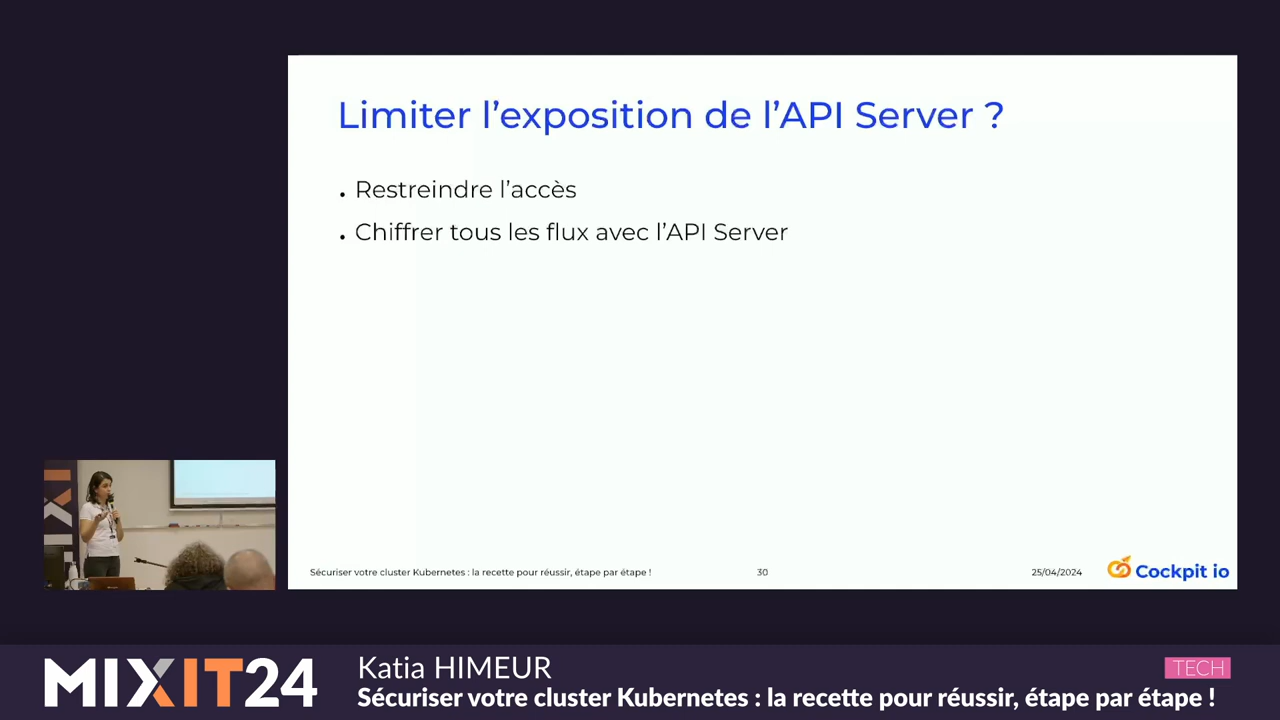 Limiter l'exposition de l'API Server ?
• Restreindre l'accès
• Chiffrer tous les flux avec l'API Server
Sécuriser votre cluster Kubernetes : la recette pour réussir, étape par étape !
30
25/04/2024
Cockpit io
MIXIT24
Katia HIMEUR
TECH
Sécuriser votre cluster Kubernetes : la recette pour réussir, étape par étape !